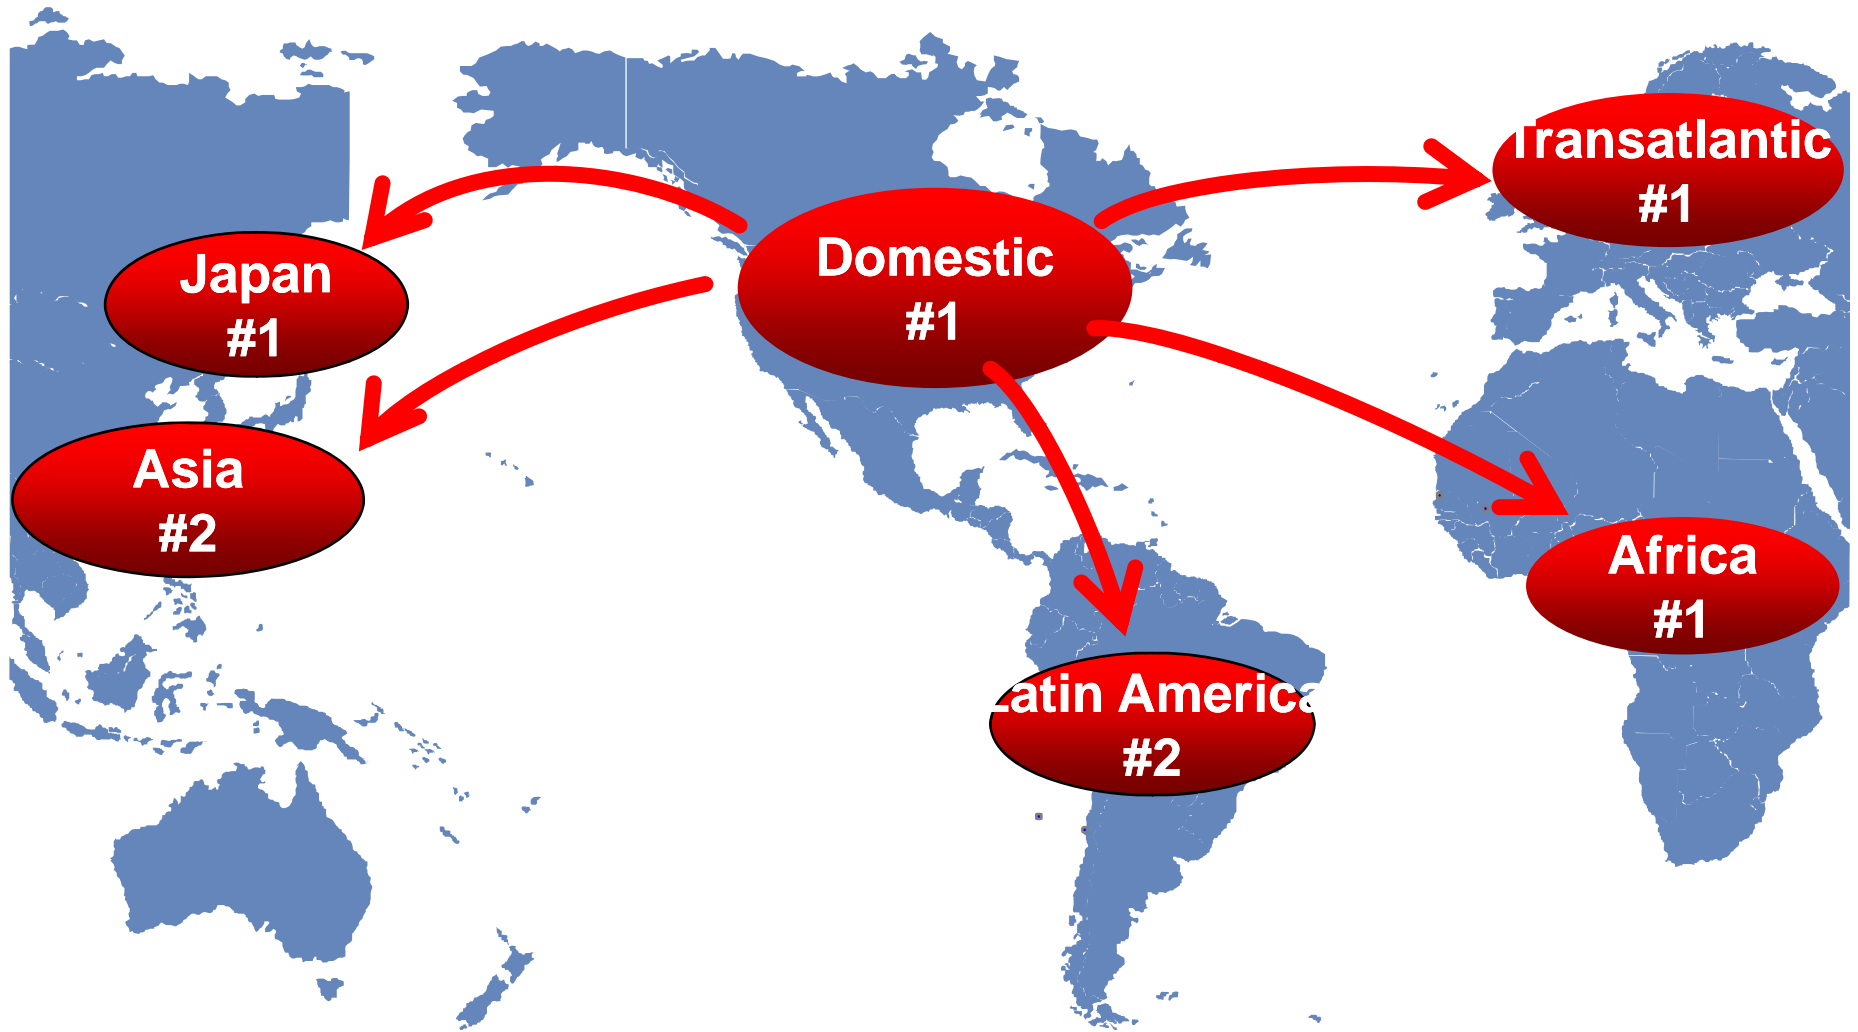 Transatlantic
#1
Domestic
#1
Japan
#1
Asia
#2
Africa
#1
Latin America
#2